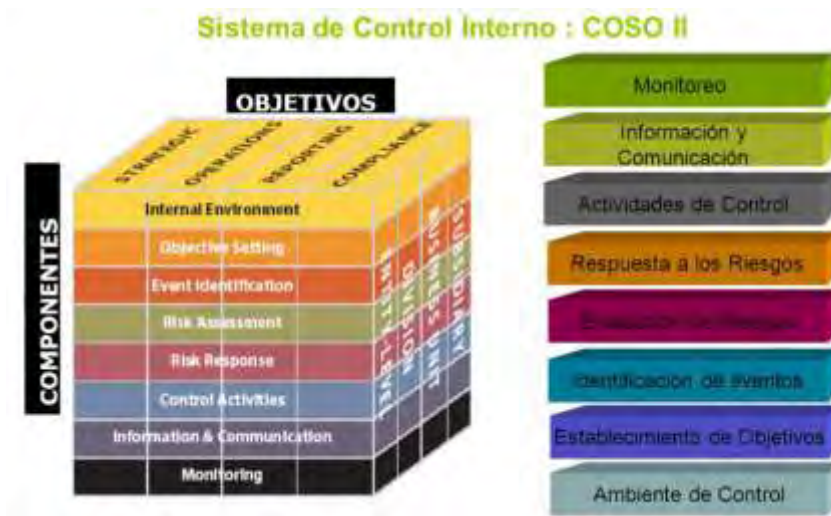 Sistema de Control Interno : COSO II
OBJETIVOS
STRATEGIC
OPERATIONS
REPORTING
COMPLIANCE
COMPONENTES
Internal Environment
Objective Setting
Event Identification
Risk Assessment
Risk Response
Control Activities
Information & Communication
Monitoring
ENTITY-LEVEL
DIVISION
BUSINESS UNIT
SUBSIDIARY
Monitoreo
Información y
Comunicación
Actividades de Control
Respuesta a los Riesgos
Identificación de eventos
Establecimiento de Objetivos
Ambiente de Control